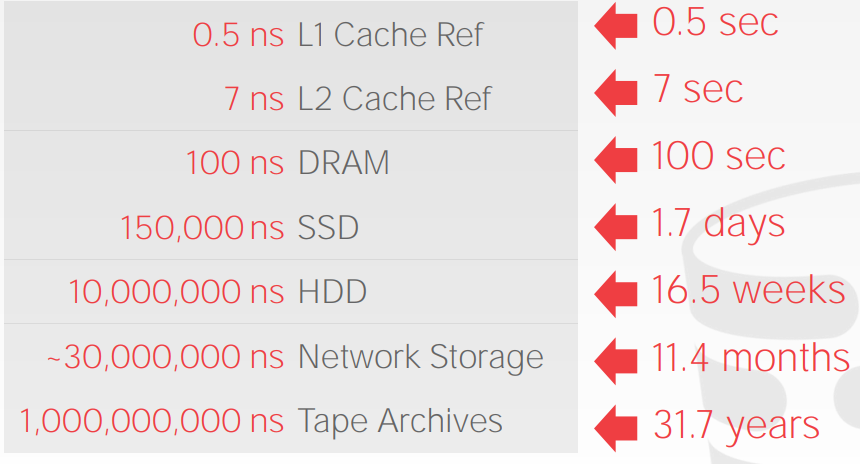 0.5 ns L1 Cache Ref 0.5 sec
7 ns L2 Cache Ref 7 sec
100 ns DRAM 100 sec
150,000 ns SSD 1.7 days
10,000,000 ns HDD 16.5 weeks
~30,000,000 ns Network Storage 11.4 months
1,000,000,000 ns Tape Archives 31.7 years